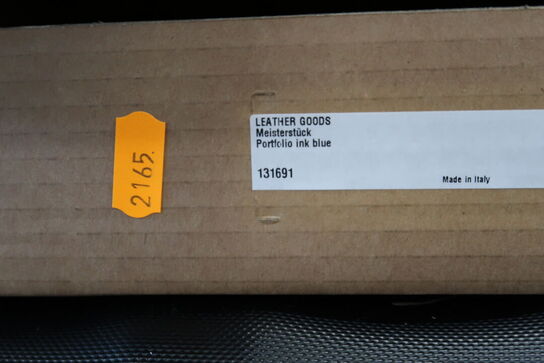 2165.
LEATHER GOODS
Meisterstück
Portfolio ink blue
131691
Made in Italy